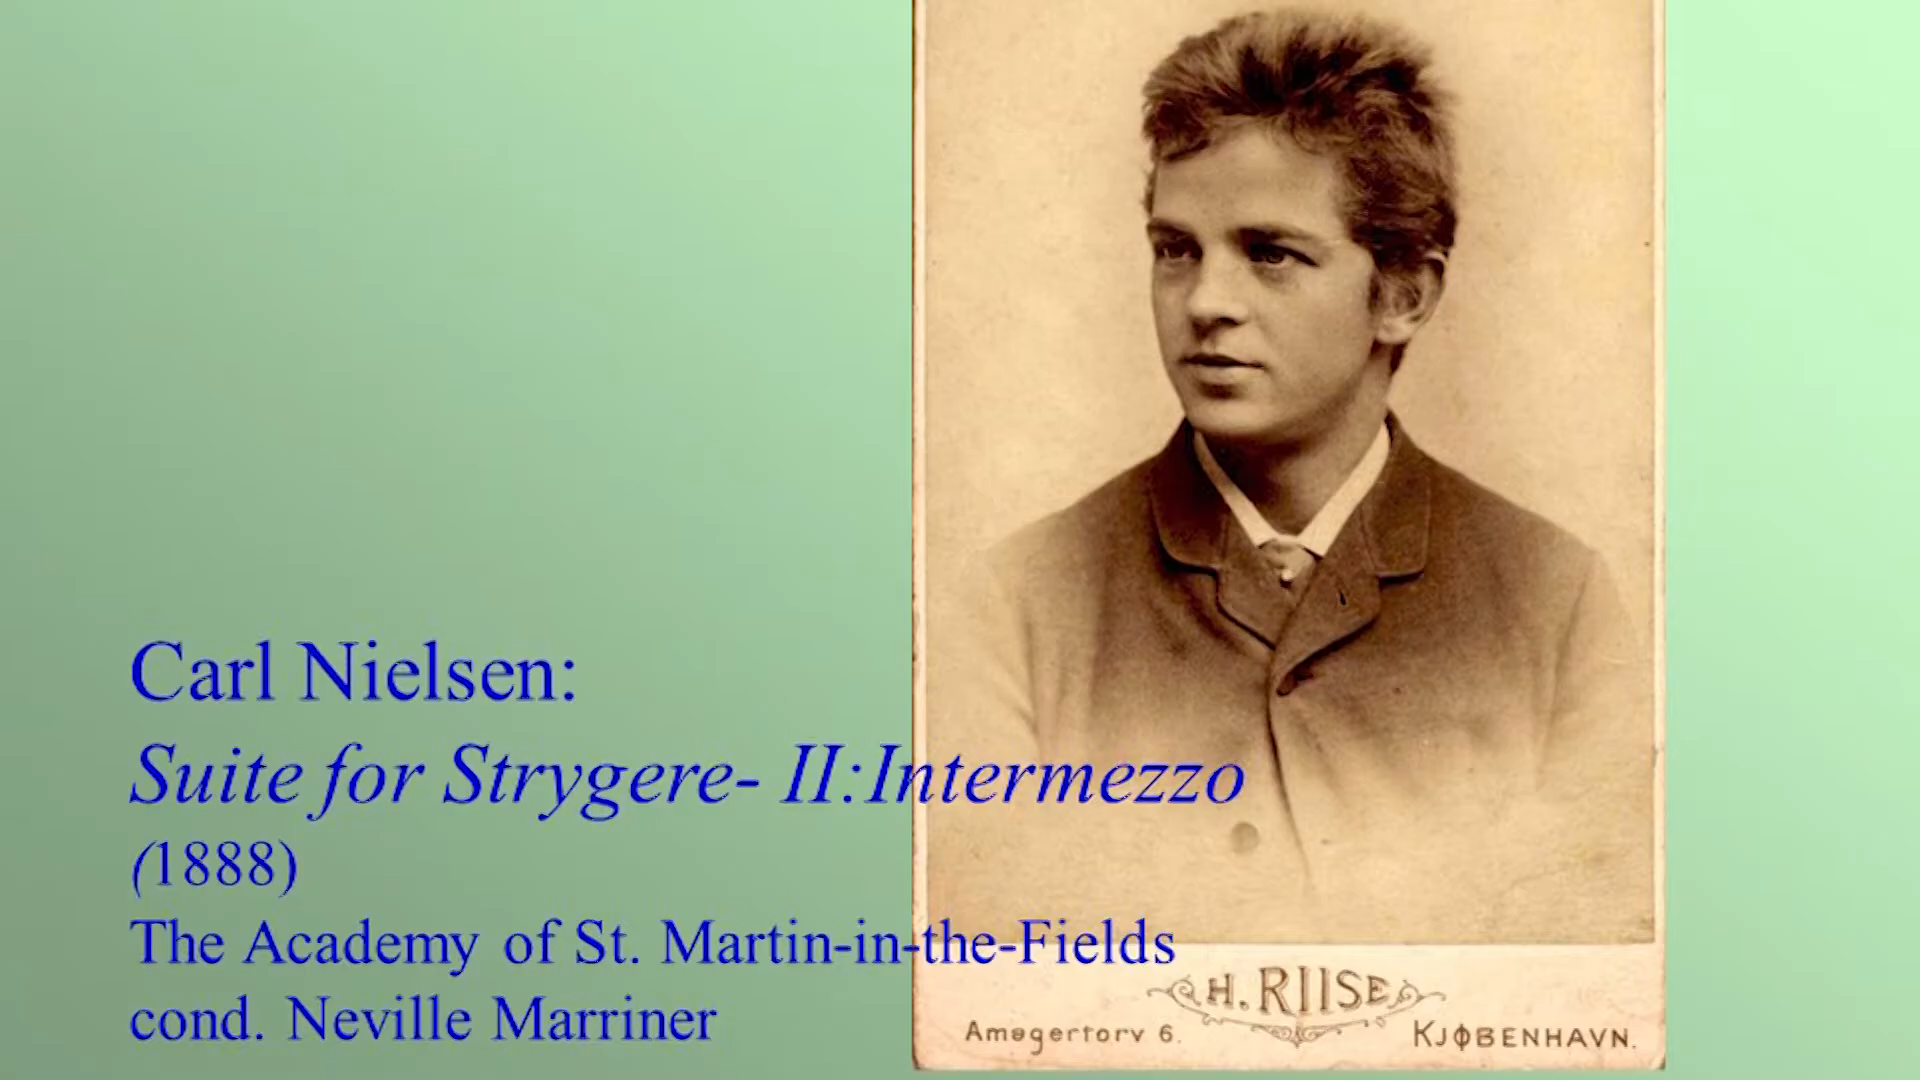 Carl Nielsen:
Suite for Strygere- II:Intermezzo
(1888)
The Academy of St. Martin-in-the-Fields
cond. Neville Marriner
H. RIISE
Amagertorv 6.
KJØBENHAVN.